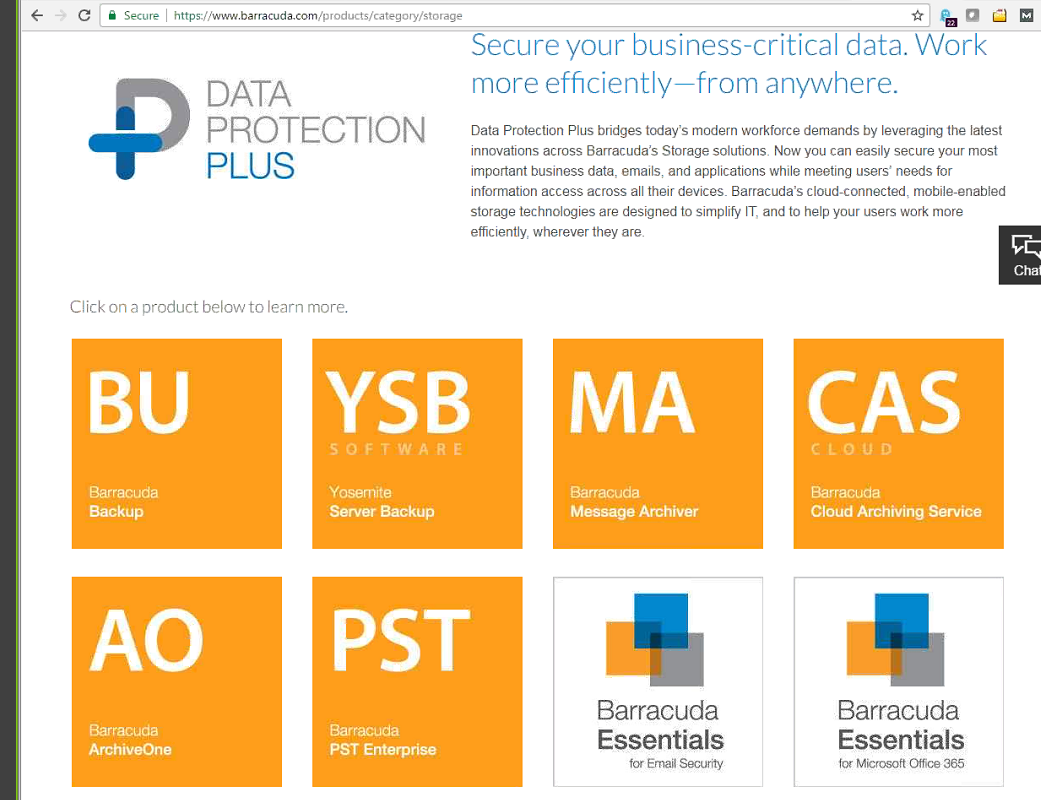 Secure https://www.barracuda.com/products/category/storage
22
M
Secure your business-critical data. Work
more efficiently—from anywhere.
DATA
PROTECTION
PLUS
Data Protection Plus bridges today's modern workforce demands by leveraging the latest
innovations across Barracuda's Storage solutions. Now you can easily secure your most
important business data, emails, and applications while meeting users' needs for
information access across all their devices. Barracuda's cloud-connected, mobile-enabled
storage technologies are designed to simplify IT, and to help your users work more
efficiently, wherever they are.
Chat
Click on a product below to learn more.
BU
Barracuda
Backup
YSB
SOFTWARE
Yosemite
Server Backup
MA
Barracuda
Message Archiver
CAS
CLOUD
Barracuda
Cloud Archiving Service
AO
Barracuda
ArchiveOne
PST
Barracuda
PST Enterprise
Barracuda
Essentials
for Email Security
Barracuda
Essentials
for Microsoft Office 365